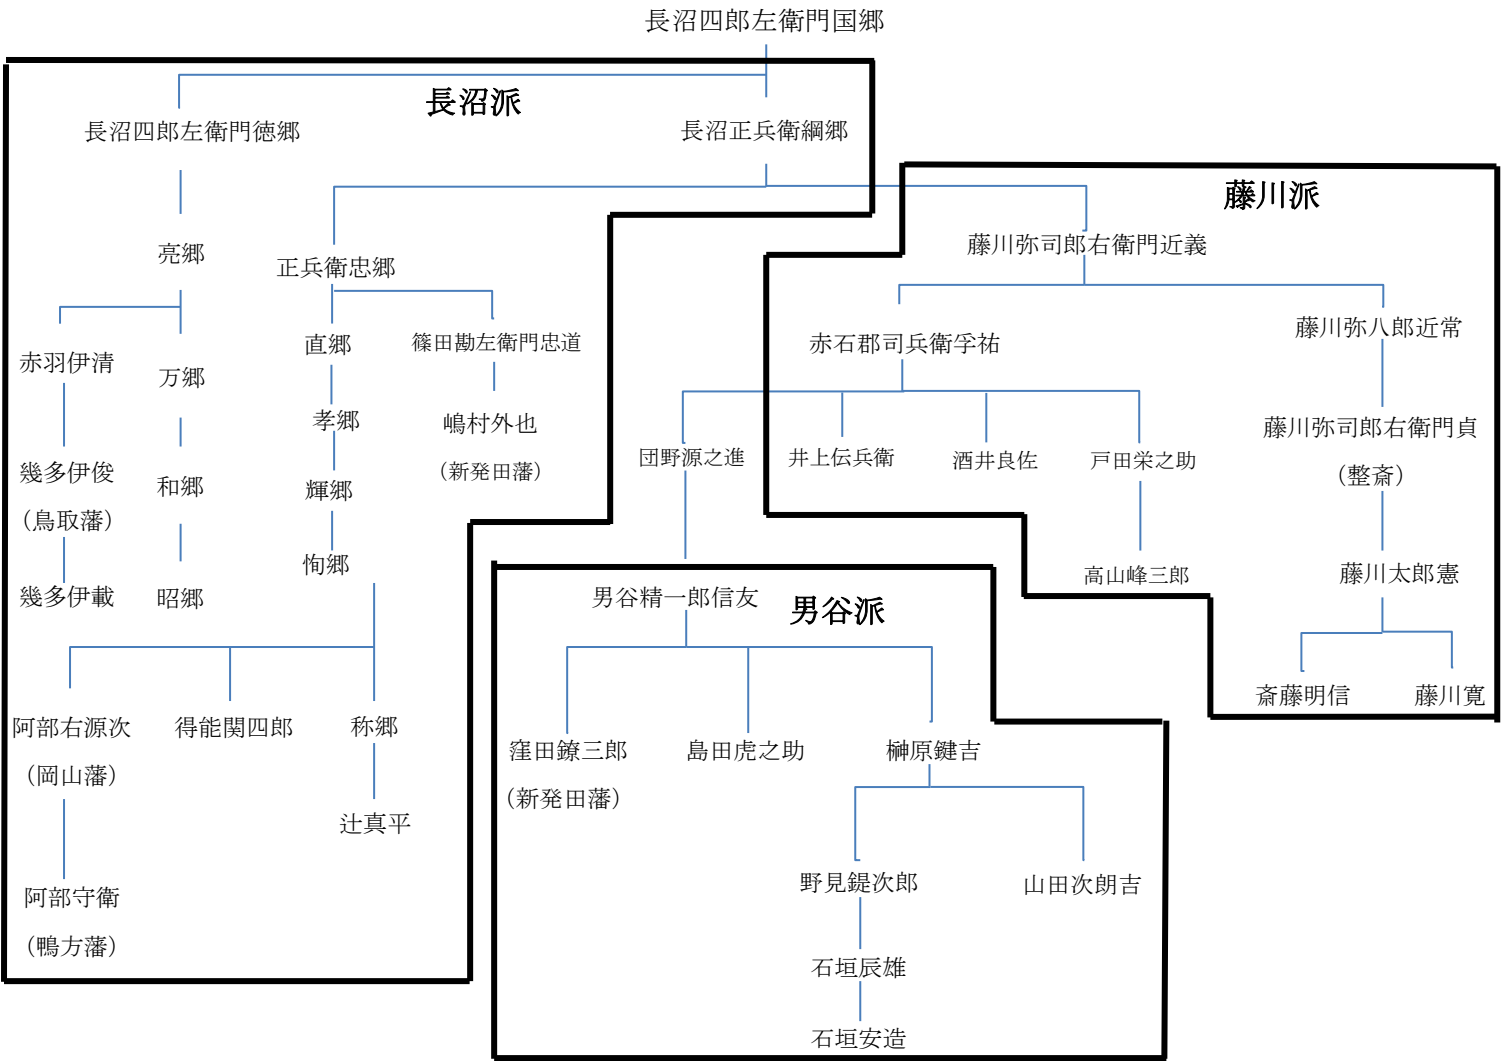 長沼四郎左衛門国郷
長沼派
長沼四郎左衛門徳郷
長沼正兵衛綱郷
藤川派
亮郷
正兵衛忠郷
藤川弥司郎右衛門近義
赤羽伊清
万郷
直郷
篠田勘左衛門忠道
赤石郡司兵衛孚祐
藤川弥八郎近常
孝郷
嶋村外也
(新発田藩)
団野源之進
井上伝兵衛
酒井良佐
戸田栄之助
藤川弥司郎右衛門貞
(整斎)
幾多伊俊
(鳥取藩)
和郷
輝郷
幾多伊載
昭郷
恂郷
男谷精一郎信友
男谷派
高山峰三郎
藤川太郎憲
斎藤明信
藤川寛
阿部右源次
(岡山藩)
得能関四郎
称郷
窪田鐐三郎
(新発田藩)
島田虎之助
榊原鍵吉
辻真平
阿部守衛
(鴨方藩)
野見鍉次郎
山田次朗吉
石垣辰雄
石垣安造